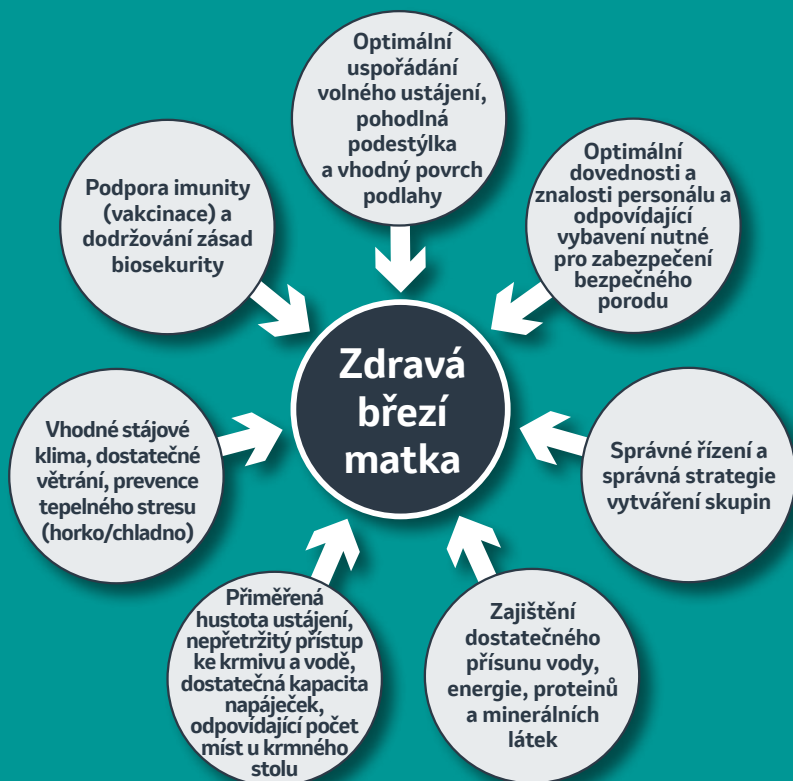 Optimální
uspořádání
volného ustájení,
pohodlná
podestýlka
a vhodný povrch
podlahy
Optimální
dovednosti a
znalosti personálu a
odpovídající
vybavení nutné
pro zabezpečení
bezpečného
porodu
Správné řízení a
správná strategie
vytváření skupin
Zajištění
dostatečného
přísunu vody,
energie, proteinů
a minerálních
látek
Přiměřená
hustota ustájení,
nepřetržitý přístup
ke krmivu a vodě,
dostatečná kapacita
napáječek,
odpovídající počet
míst u krmného
stolu
Vhodné stájové
klima, dostatečné
větrání, prevence
tepelného stresu
(horko/chladno)
Podpora imunity
(vakcinace) a
dodržování zásad
biosekurity
Zdravá
březí
matka